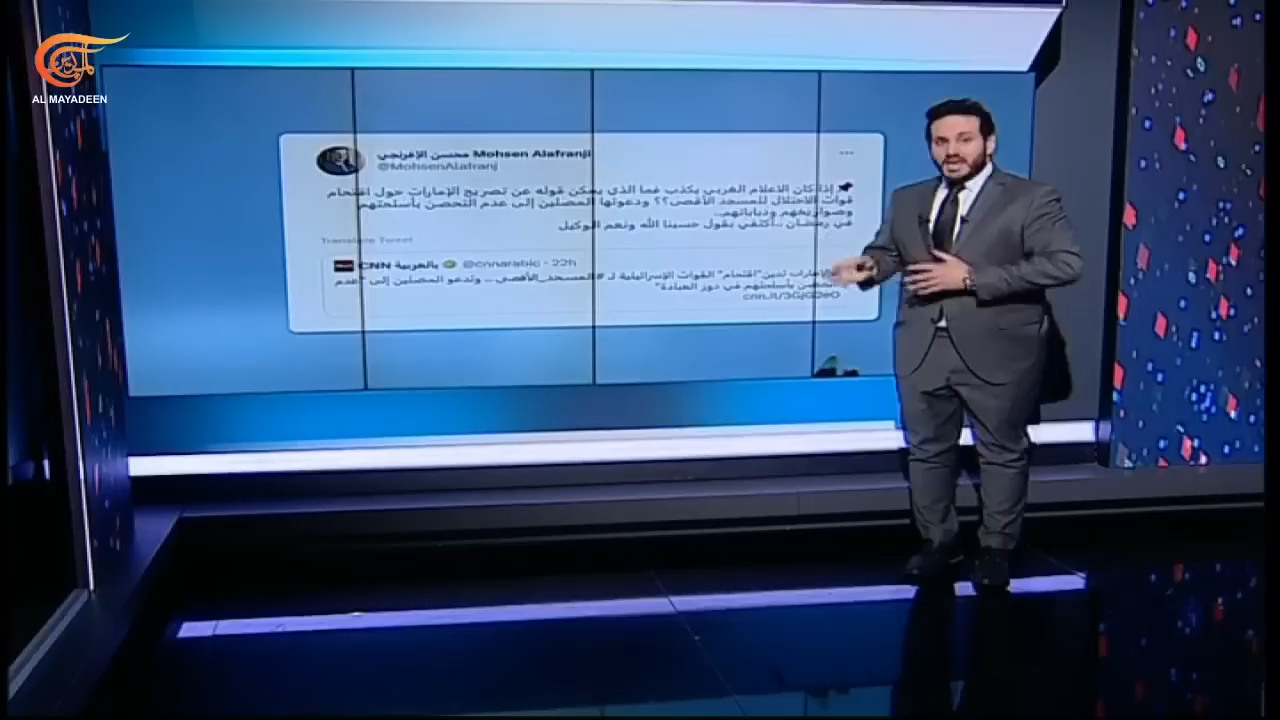 AL MAYADEEN
محسن الإفرنجي Mohsen Alafranji
@MohsenAlafranj
إذا كان الاعلام الغربي يكذب فما الذي يمكن قوله عن تصريح الإمارات حول اقتحام
قوات الاحتلال للمسجد الأقصى؟؟ ودعوتها المصلين إلى عدم التحصن بأسلحتهم
وصواريخهم ودباباتهم..
في رمضان ..أكتفي بقول حسبنا الله ونعم الوكيل
Translate Tweet
CNN بالعربية @cnnarabic · 22h
الإمارات تدين"اقتحام" القوات الإسرائيلية لـ #المسجد_الأقصى .. وتدعو المصلين إلى "عدم
التحصن بأسلحتهم في دور العبادة"